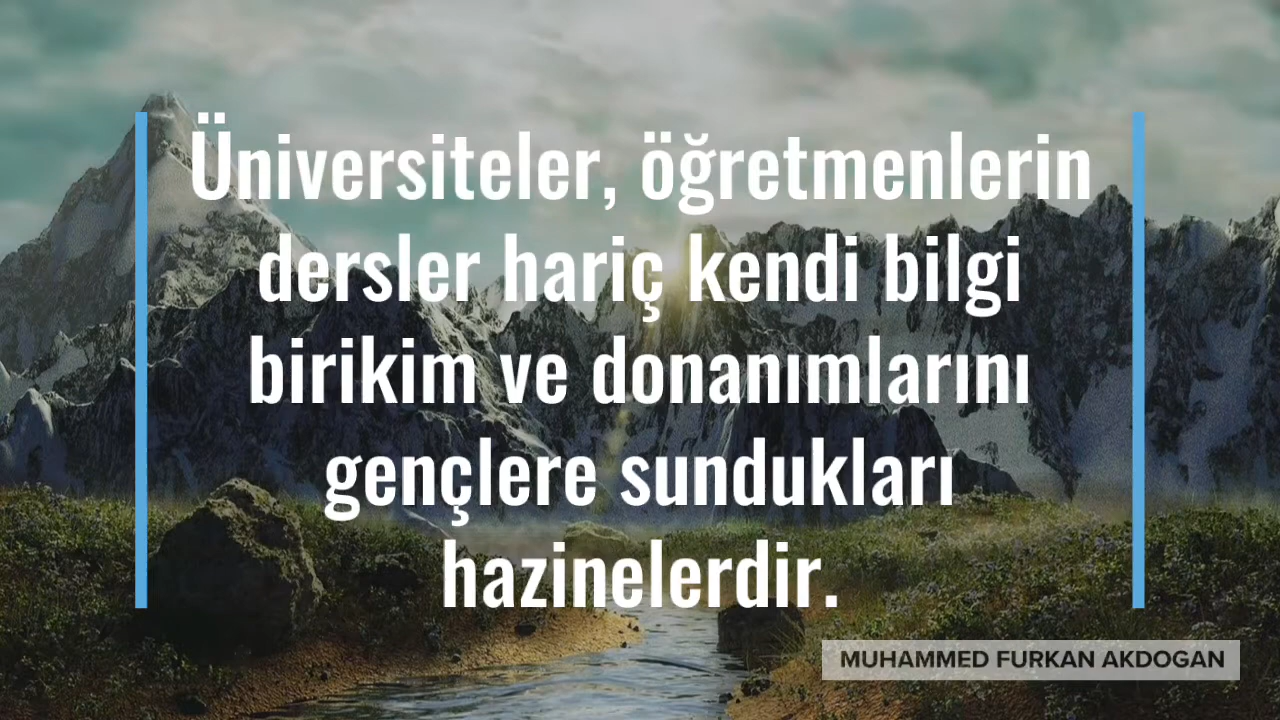 Üniversiteler, öğretmenlerin
dersler hariç kendi bilgi
birikim ve donanımlarını
gençlere sundukları
hazinelerdir.
MUHAMMED FURKAN AKDOGAN